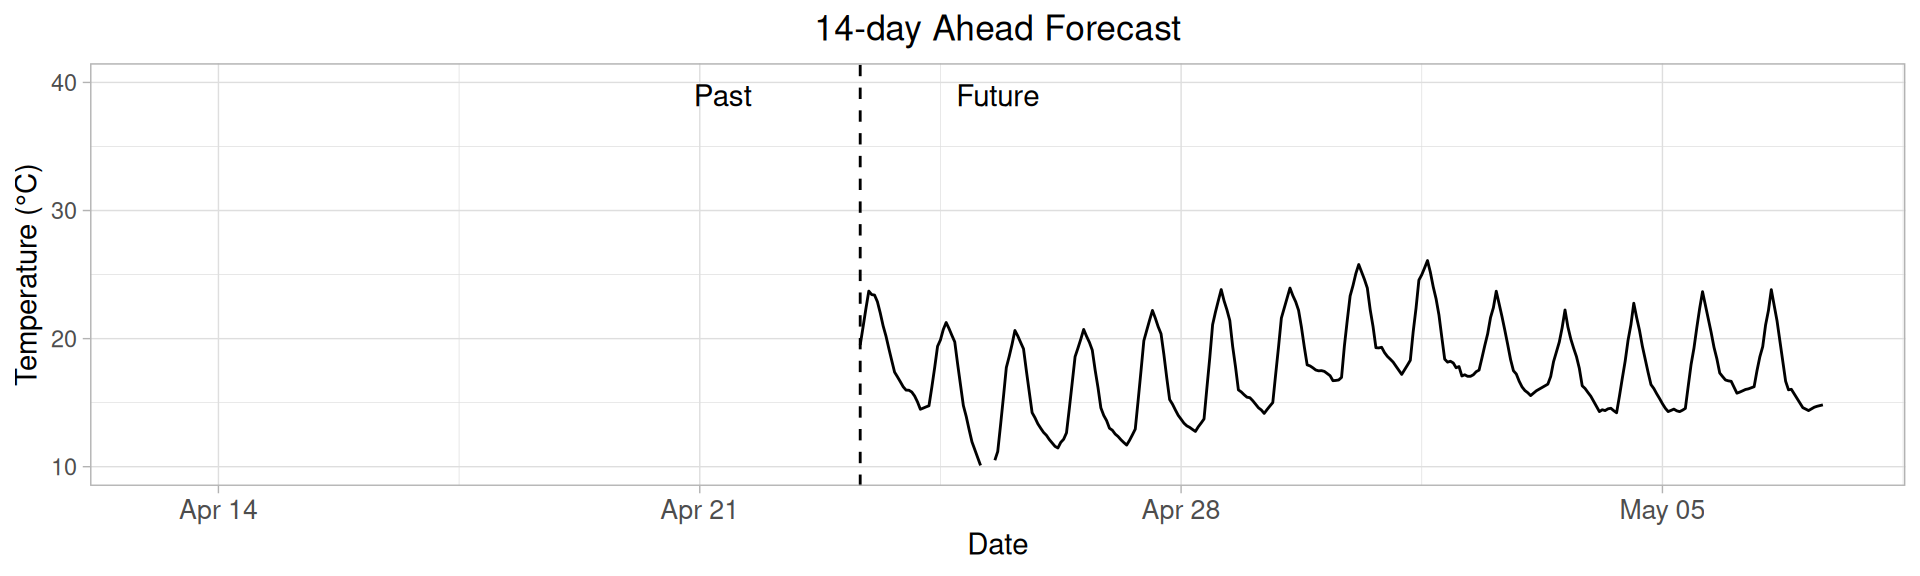 14-day Ahead Forecast
Past
Future
40
30
20
10
Temperature (°C)
Apr 14
Apr 21
Apr 28
May 05
Date